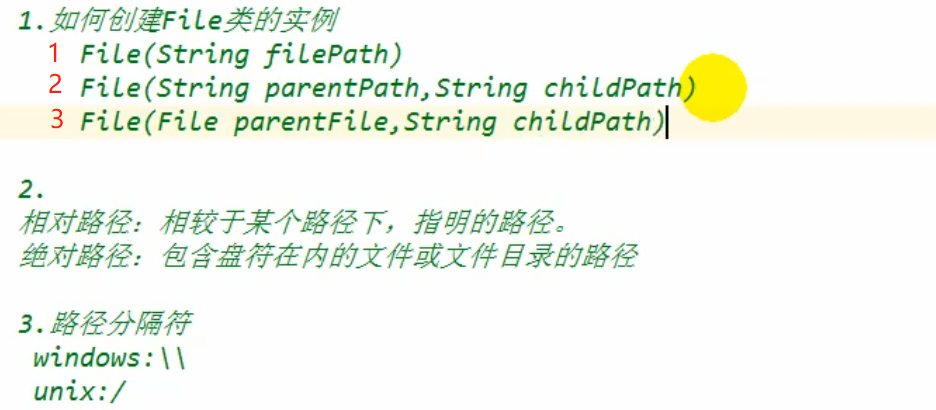 1.如何创建File类的实例
1 File(String filePath)
2 File(String parentPath,String childPath)
3 File(File parentFile,String childPath)
2.
相对路径：相较于某个路径下，指明的路径。
绝对路径：包含盘符在内的文件或文件目录的路径
3.路径分隔符
windows:\\
unix:/